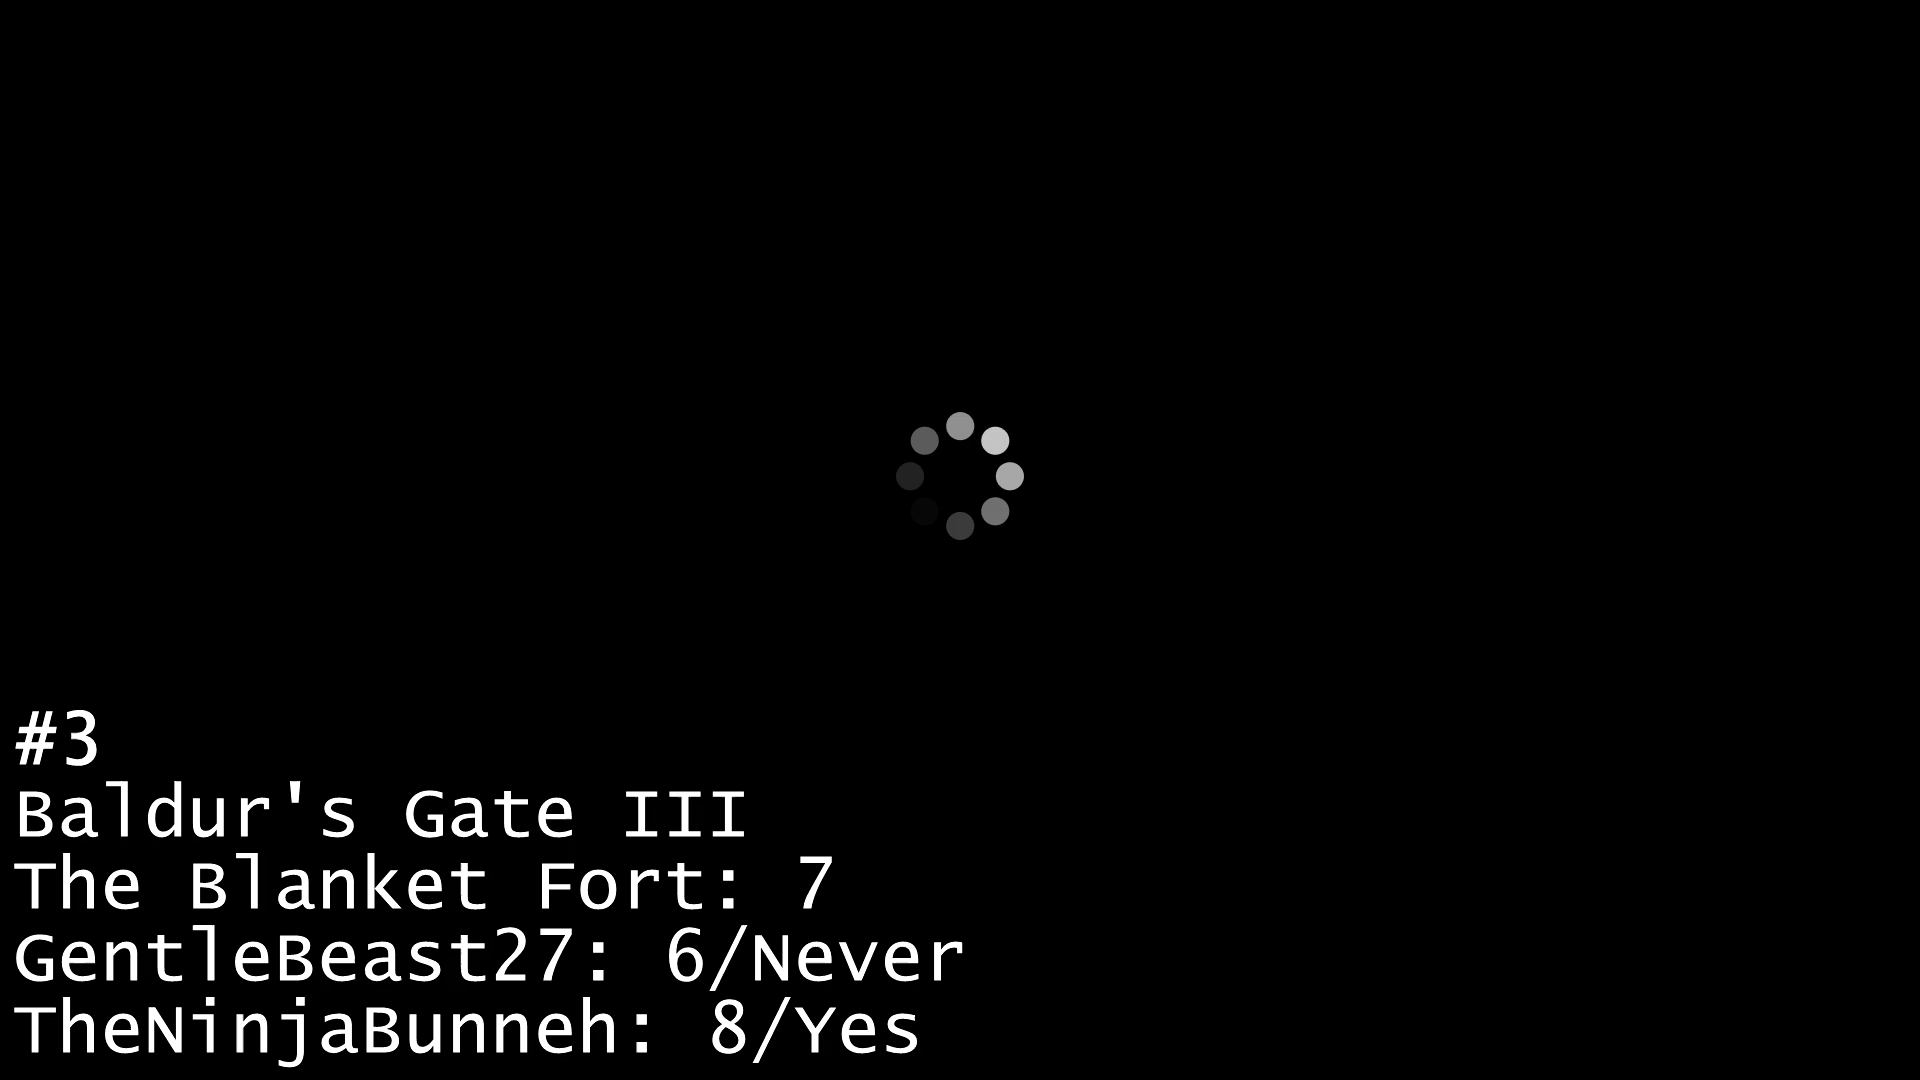 #3
Baldur's Gate III
The Blanket Fort: 7
GentleBeast27: 6/Never
TheNinjaBunneh: 8/Yes